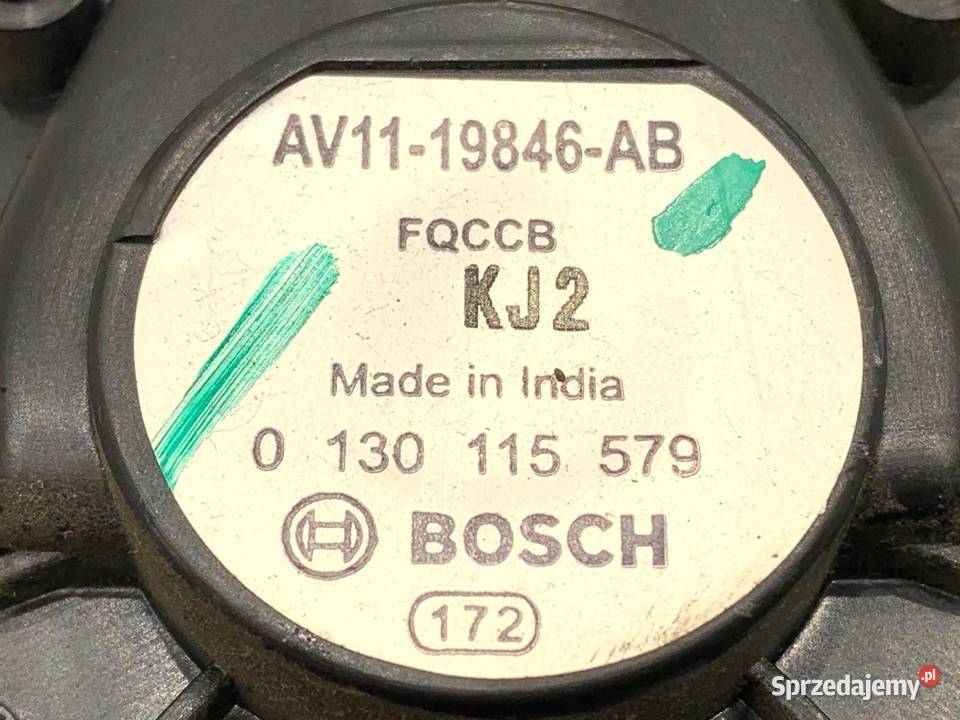 AV11-19846-AB
FQCCB
KJ2
Made in India
0 130 115 579
BOSCH
172
Sprzedajemy.pl